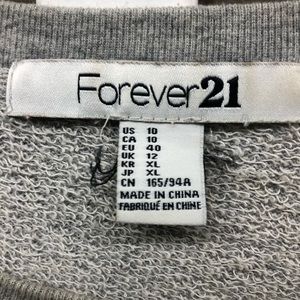 Forever21
US 10
CA 10
EU 40
UK 12
KR XL
JP XL
CN 165/94A
MADE IN CHINA
FABRIQUÉ EN CHINE